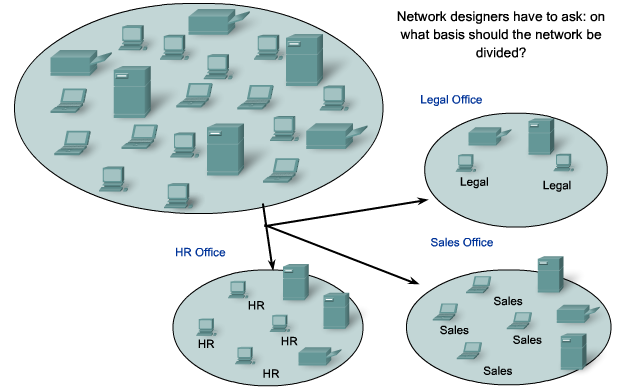 Network designers have to ask: on
what basis should the network be
divided?
Legal Office
Legal
Legal
HR Office
HR
HR
HR
HR
Sales Office
Sales
Sales
Sales
Sales